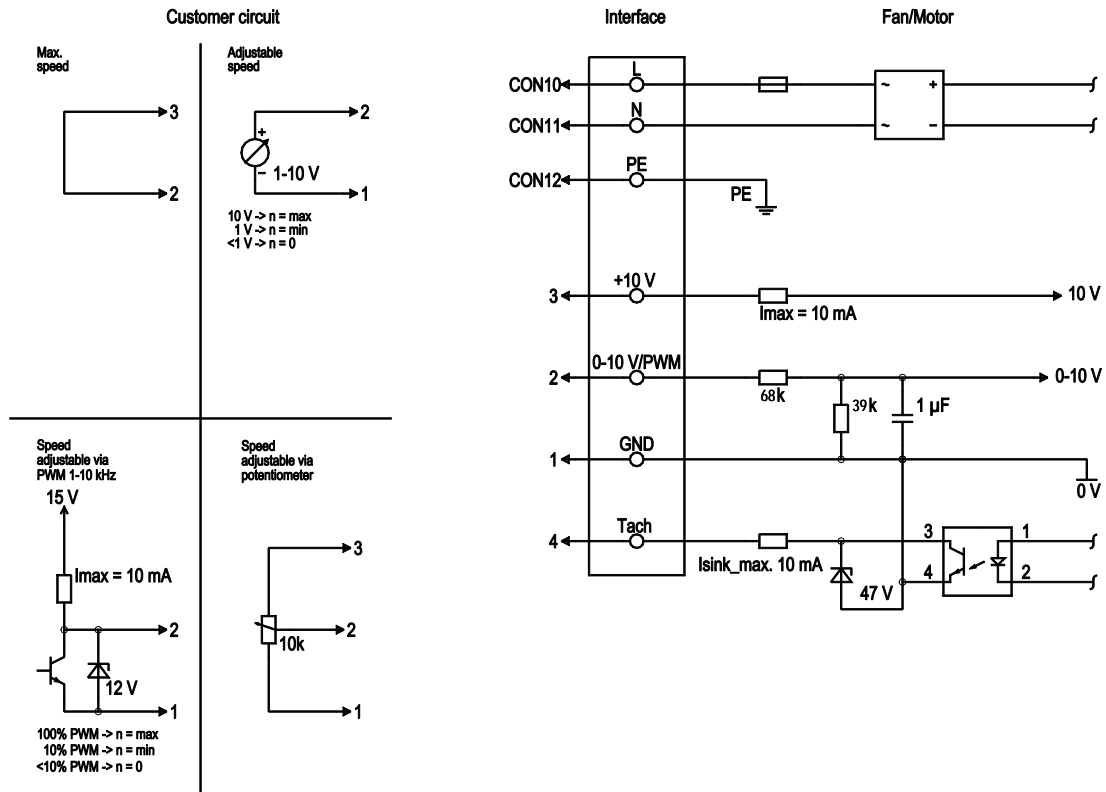 Customer circuit
Interface
Fan/Motor
Max.
speed
3
2
Adjustable
speed
2
+
– 1-10 V
1
10 V -> n = max
1 V -> n = min
<1 V -> n = 0
Speed
adjustable via
PWM 1-10 kHz
15 V
Imax = 10 mA
2
12 V
1
100% PWM -> n = max
10% PWM -> n = min
<10% PWM -> n = 0
Speed
adjustable via
potentiometer
3
2
10k
1
L
CON10
~ +
N
CON11
~ –
PE
CON12
PE
+10 V
3
10 V
Imax = 10 mA
0-10 V/PWM
2
0-10 V
68k
39k
1 µF
GND
1
0 V
Tach
4
3
1
Isink_max. 10 mA
4
2
47 V